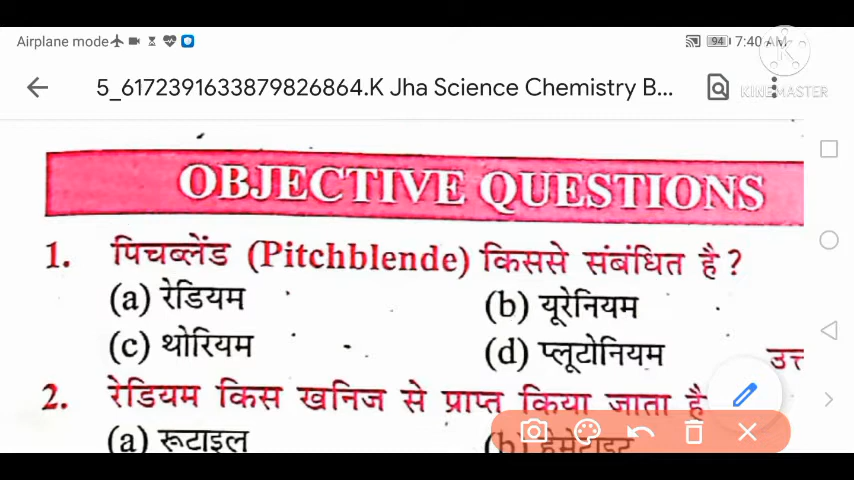 Airplane mode 94 7:40 AM
5_6172391633879826864.K Jha Science Chemistry B...
KINEMASTER
OBJECTIVE QUESTIONS
1. पिचब्लेंड (Pitchblende) किससे संबंधित है?
(a) रेडियम (b) यूरेनियम
(c) थोरियम (d) प्लूटोनियम
2. रेडियम किस खनिज से प्राप्त किया जाता है
(a) रूटाइल (b) हेमेटाइट